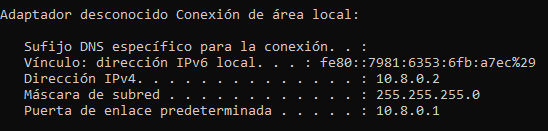 Adaptador desconocido Conexión de área local:
Sufijo DNS específico para la conexión. . :
Vínculo: dirección IPv6 local. . . : fe80::7981:6353:6fb:a7ec%29
Dirección IPv4. . . . . . . . . . . . . . : 10.8.0.2
Máscara de subred . . . . . . . . . . . . : 255.255.255.0
Puerta de enlace predeterminada . . . . . : 10.8.0.1